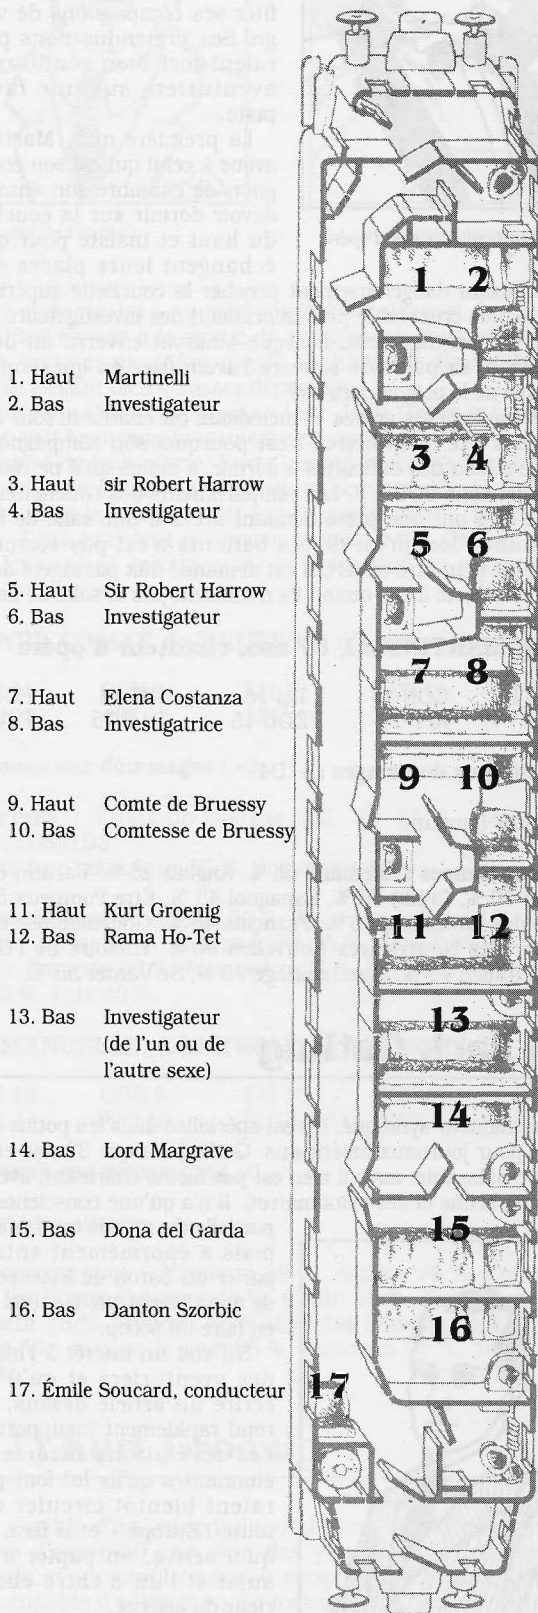 1. Haut Martinelli
2. Bas Investigateur
3. Haut sir Robert Harrow
4. Bas Investigateur
5. Haut Sir Robert Harrow
6. Bas Investigateur
7. Haut Elena Costanza
8. Bas Investigatrice
9. Haut Comte de Bruessy
10. Bas Comtesse de Bruessy
11. Haut Kurt Groenig
12. Bas Rama Ho-Tet
13. Bas Investigateur
(de l'un ou de
l'autre sexe)
14. Bas Lord Margrave
15. Bas Dona del Garda
16. Bas Danton Szorbic
17. Émile Soucard, conducteur
1 2
3 4
5 6
7 8
9 10
11 12
13
14
15
16
17